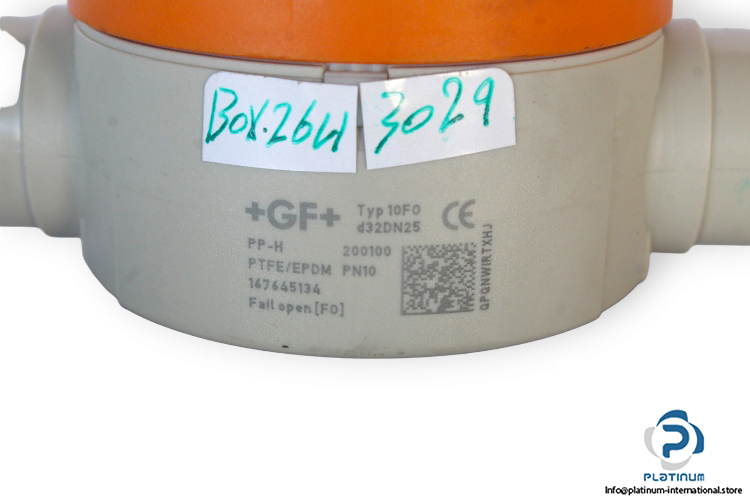 Box.264
3029
+GF+ Typ 10FO CE
d32DN25
PP-H 200100
PTFE/EPDM PN10
167645134
Fail open [FO]
QPQNWIRTXHJ
PLATINUM
Info@platinum-international.store